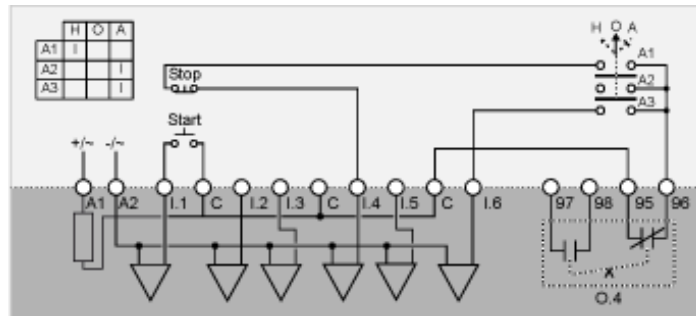 H O A
A1 I
A2 I
A3 I
H O A
A1
A2
A3
Stop
Start
+/~ -/~
A1 A2 I.1 C I.2 I.3 C I.4 I.5 C I.6 97 98 95 96
O.4